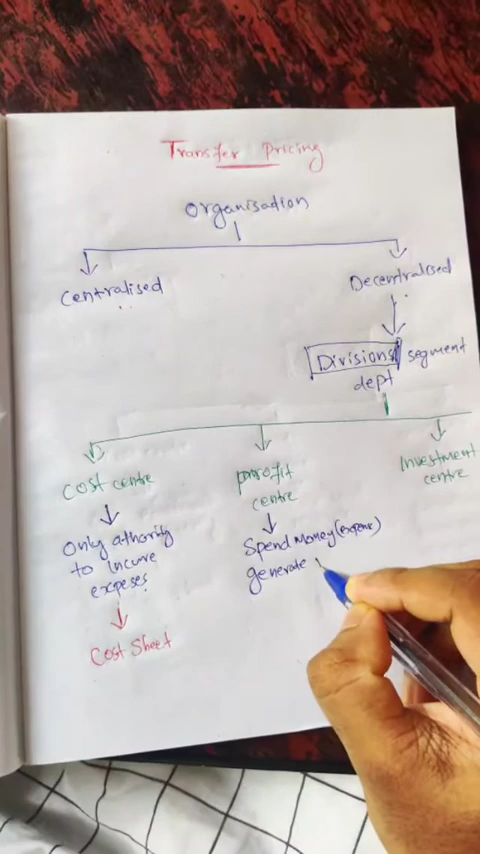 Transfer Pricing
Organisation
Centralised
Decentralised
Divisions segment
dept
Cost centre
profit
centre
Investment
centre
Only athority
to incure
expeses
Cost Sheet
Spend Money (expense)
generate